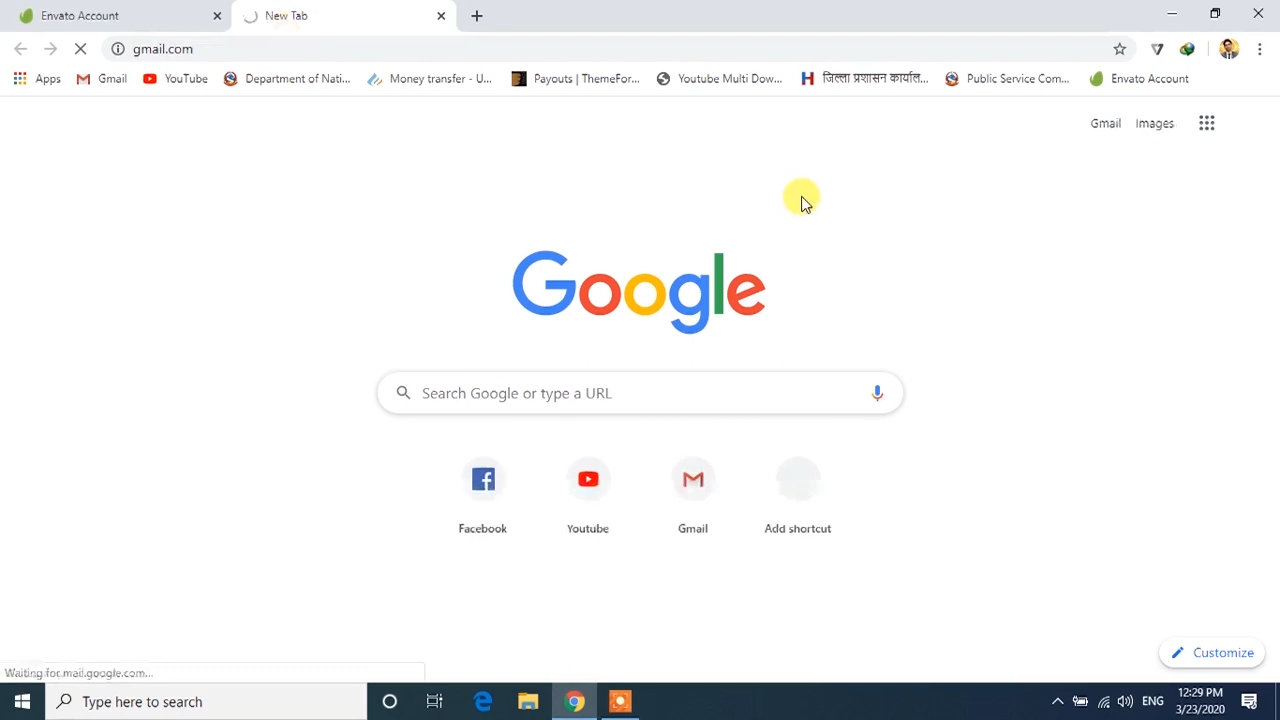 Envato Account
New Tab
gmail.com
Apps Gmail YouTube Department of Nati... Money transfer - U... Payouts | ThemeFor... Youtube Multi Dow... जिल्ला प्रशासन कार्याल... Public Service Com... Envato Account
Gmail Images
Google
Search Google or type a URL
Facebook Youtube Gmail Add shortcut
Customize
Waiting for mail.google.com...
Type here to search
ENG
12:29 PM
3/23/2020